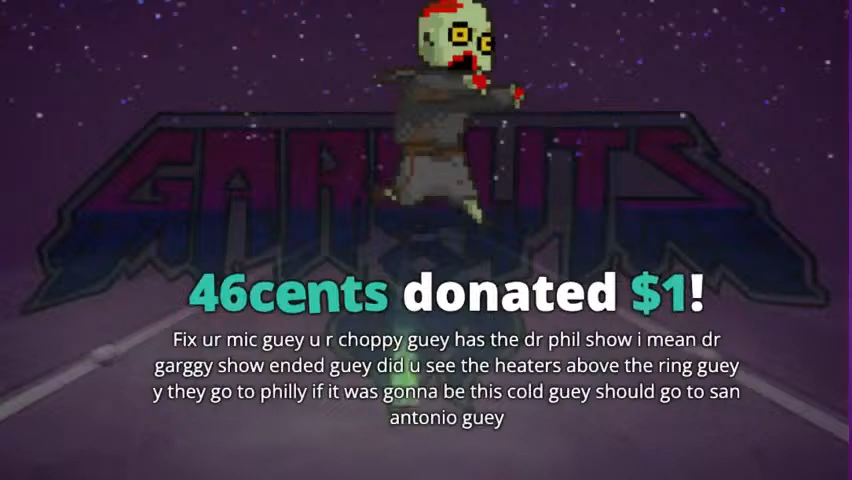 46cents donated $1!
Fix ur mic guey u r choppy guey has the dr phil show i mean dr
garggy show ended guey did u see the heaters above the ring guey
y they go to philly if it was gonna be this cold guey should go to san
antonio guey